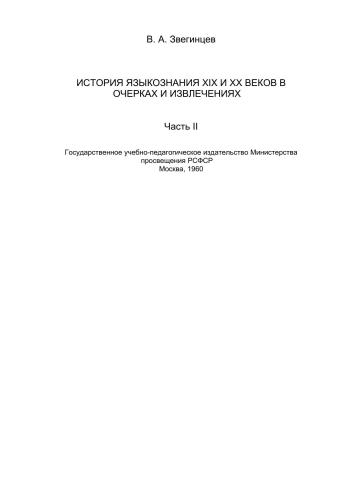 В. А. Звегинцев
ИСТОРИЯ ЯЗЫКОЗНАНИЯ XIX И XX ВЕКОВ В
ОЧЕРКАХ И ИЗВЛЕЧЕНИЯХ
Часть II
Государственное учебно-педагогическое издательство Министерства
просвещения РСФСР
Москва, 1960